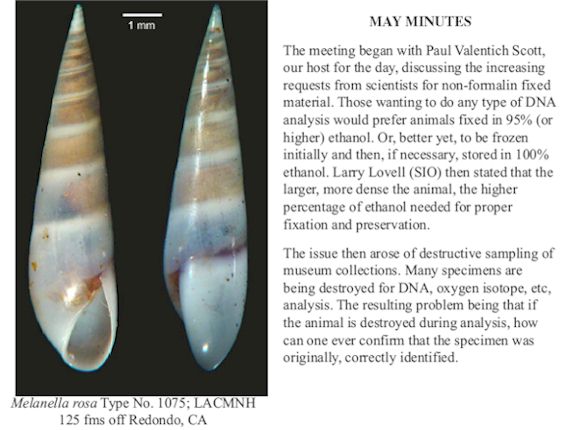 1 mm
Melanella rosa Type No. 1075; LACMNH
125 fms off Redondo, CA
MAY MINUTES
The meeting began with Paul Valentich Scott,
our host for the day, discussing the increasing
requests from scientists for non-formalin fixed
material. Those wanting to do any type of DNA
analysis would prefer animals fixed in 95% (or
higher) ethanol. Or, better yet, to be frozen
initially and then, if necessary, stored in 100%
ethanol. Larry Lovell (SIO) then stated that the
larger, more dense the animal, the higher
percentage of ethanol needed for proper
fixation and preservation.
The issue then arose of destructive sampling of
museum collections. Many specimens are
being destroyed for DNA, oxygen isotope, etc,
analysis. The resulting problem being that if
the animal is destroyed during analysis, how
can one ever confirm that the specimen was
originally, correctly identified.